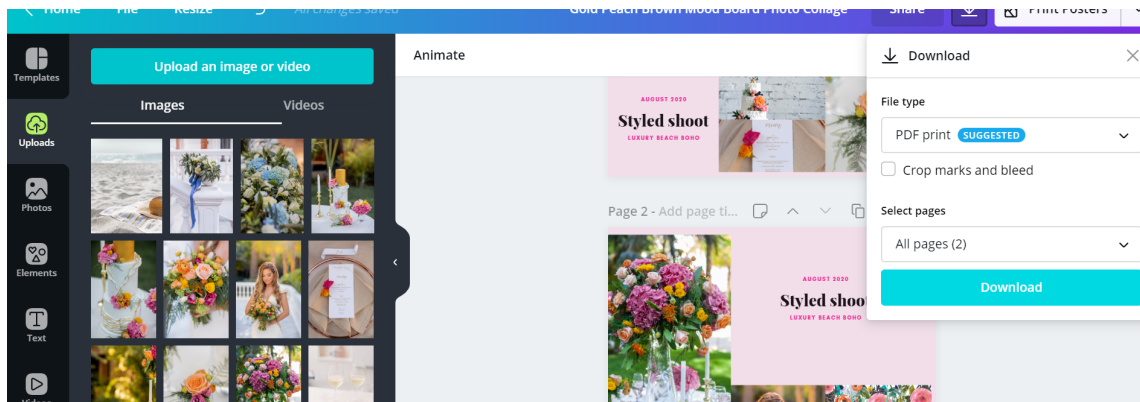 Home File Resize All changes saved Gold Peach Brown Mood Board Photo Collage Share Print Posters
Templates
Uploads
Photos
Elements
Text
Videos
Upload an image or video
Images Videos
Animate
AUGUST 2020
Styled shoot
LUXURY BEACH BOHO
Page 2 - Add page ti...
AUGUST 2020
Styled shoo
LUXURY BEACH BOHO
Download
File type
PDF print SUGGESTED
Crop marks and bleed
Select pages
All pages (2)
Download